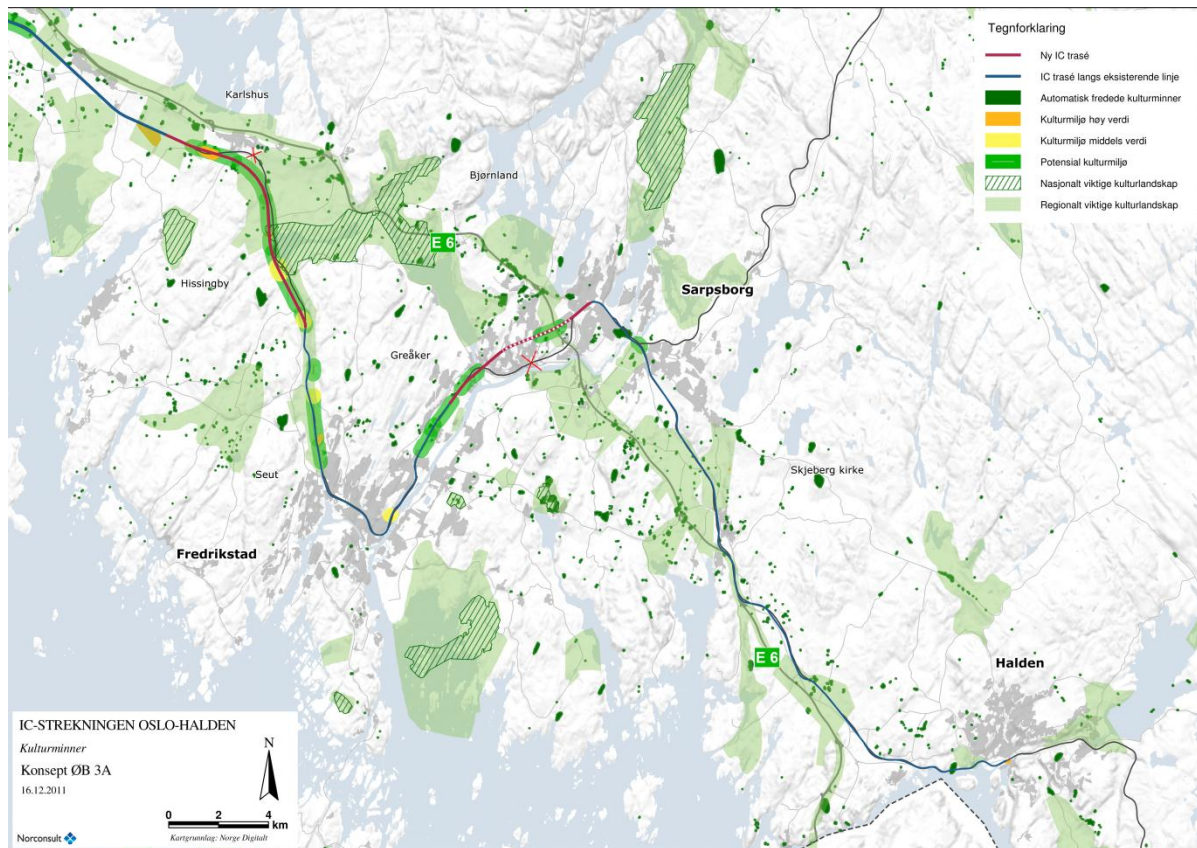 Tegnforklaring
Ny IC trasé
IC trasé langs eksisterende linje
Automatisk fredede kulturminner
Kulturmiljø høy verdi
Kulturmiljø middels verdi
Potensial kulturmiljø
Nasjonalt viktige kulturlandskap
Regionalt viktige kulturlandskap
Karlshus
Bjørnland
E 6
Hissingby
Sarpsborg
Greåker
Skjeberg kirke
Seut
Fredrikstad
E 6
Halden
IC-STREKNINGEN OSLO-HALDEN
Kulturminner
Konsept ØB 3A
16.12.2011
N
0 2 4
km
Kartgrunnlag: Norge Digitalt
Norconsult